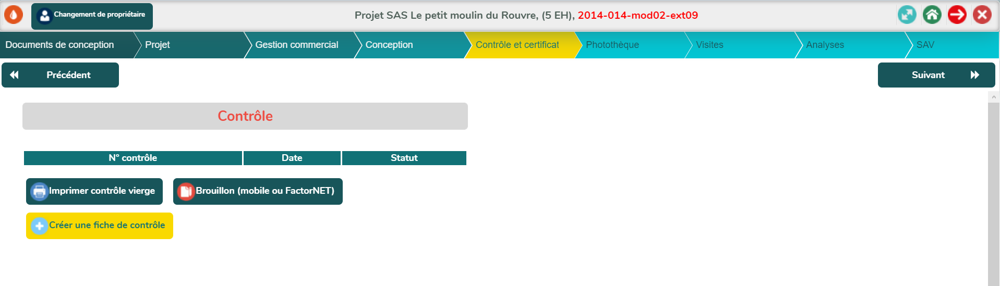 Changement de propriétaire
Projet SAS Le petit moulin du Rouvre, (5 EH), 2014-014-mod02-ext09
Documents de conception
Projet
Gestion commercial
Conception
Contrôle et certificat
Photothèque
Visites
Analyses
SAV
Précédent
Suivant
Contrôle
N° contrôle
Date
Statut
Imprimer contrôle vierge
Brouillon (mobile ou FactorNET)
Créer une fiche de contrôle